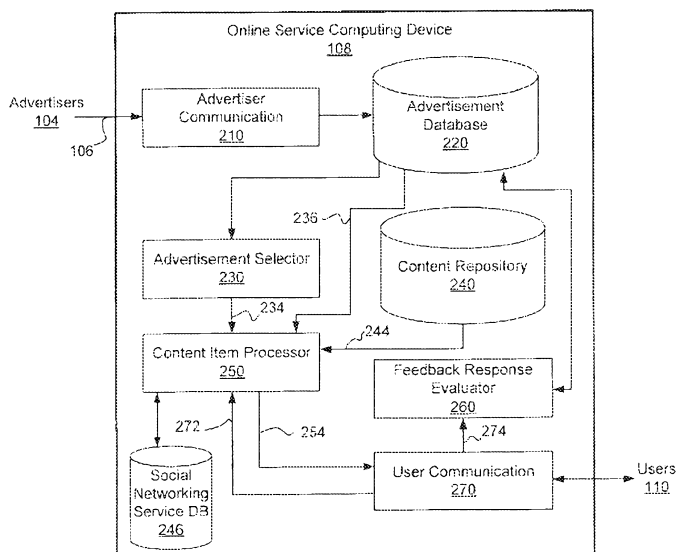 Online Service Computing Device
108
Advertisers
104
106
Advertiser
Communication
210
Advertisement
Database
220
236
Advertisement Selector
230
234
Content Repository
240
244
Content Item Processor
250
Feedback Response
Evaluator
260
272
254
274
Social
Networking
Service DB
246
User Communication
270
Users
110